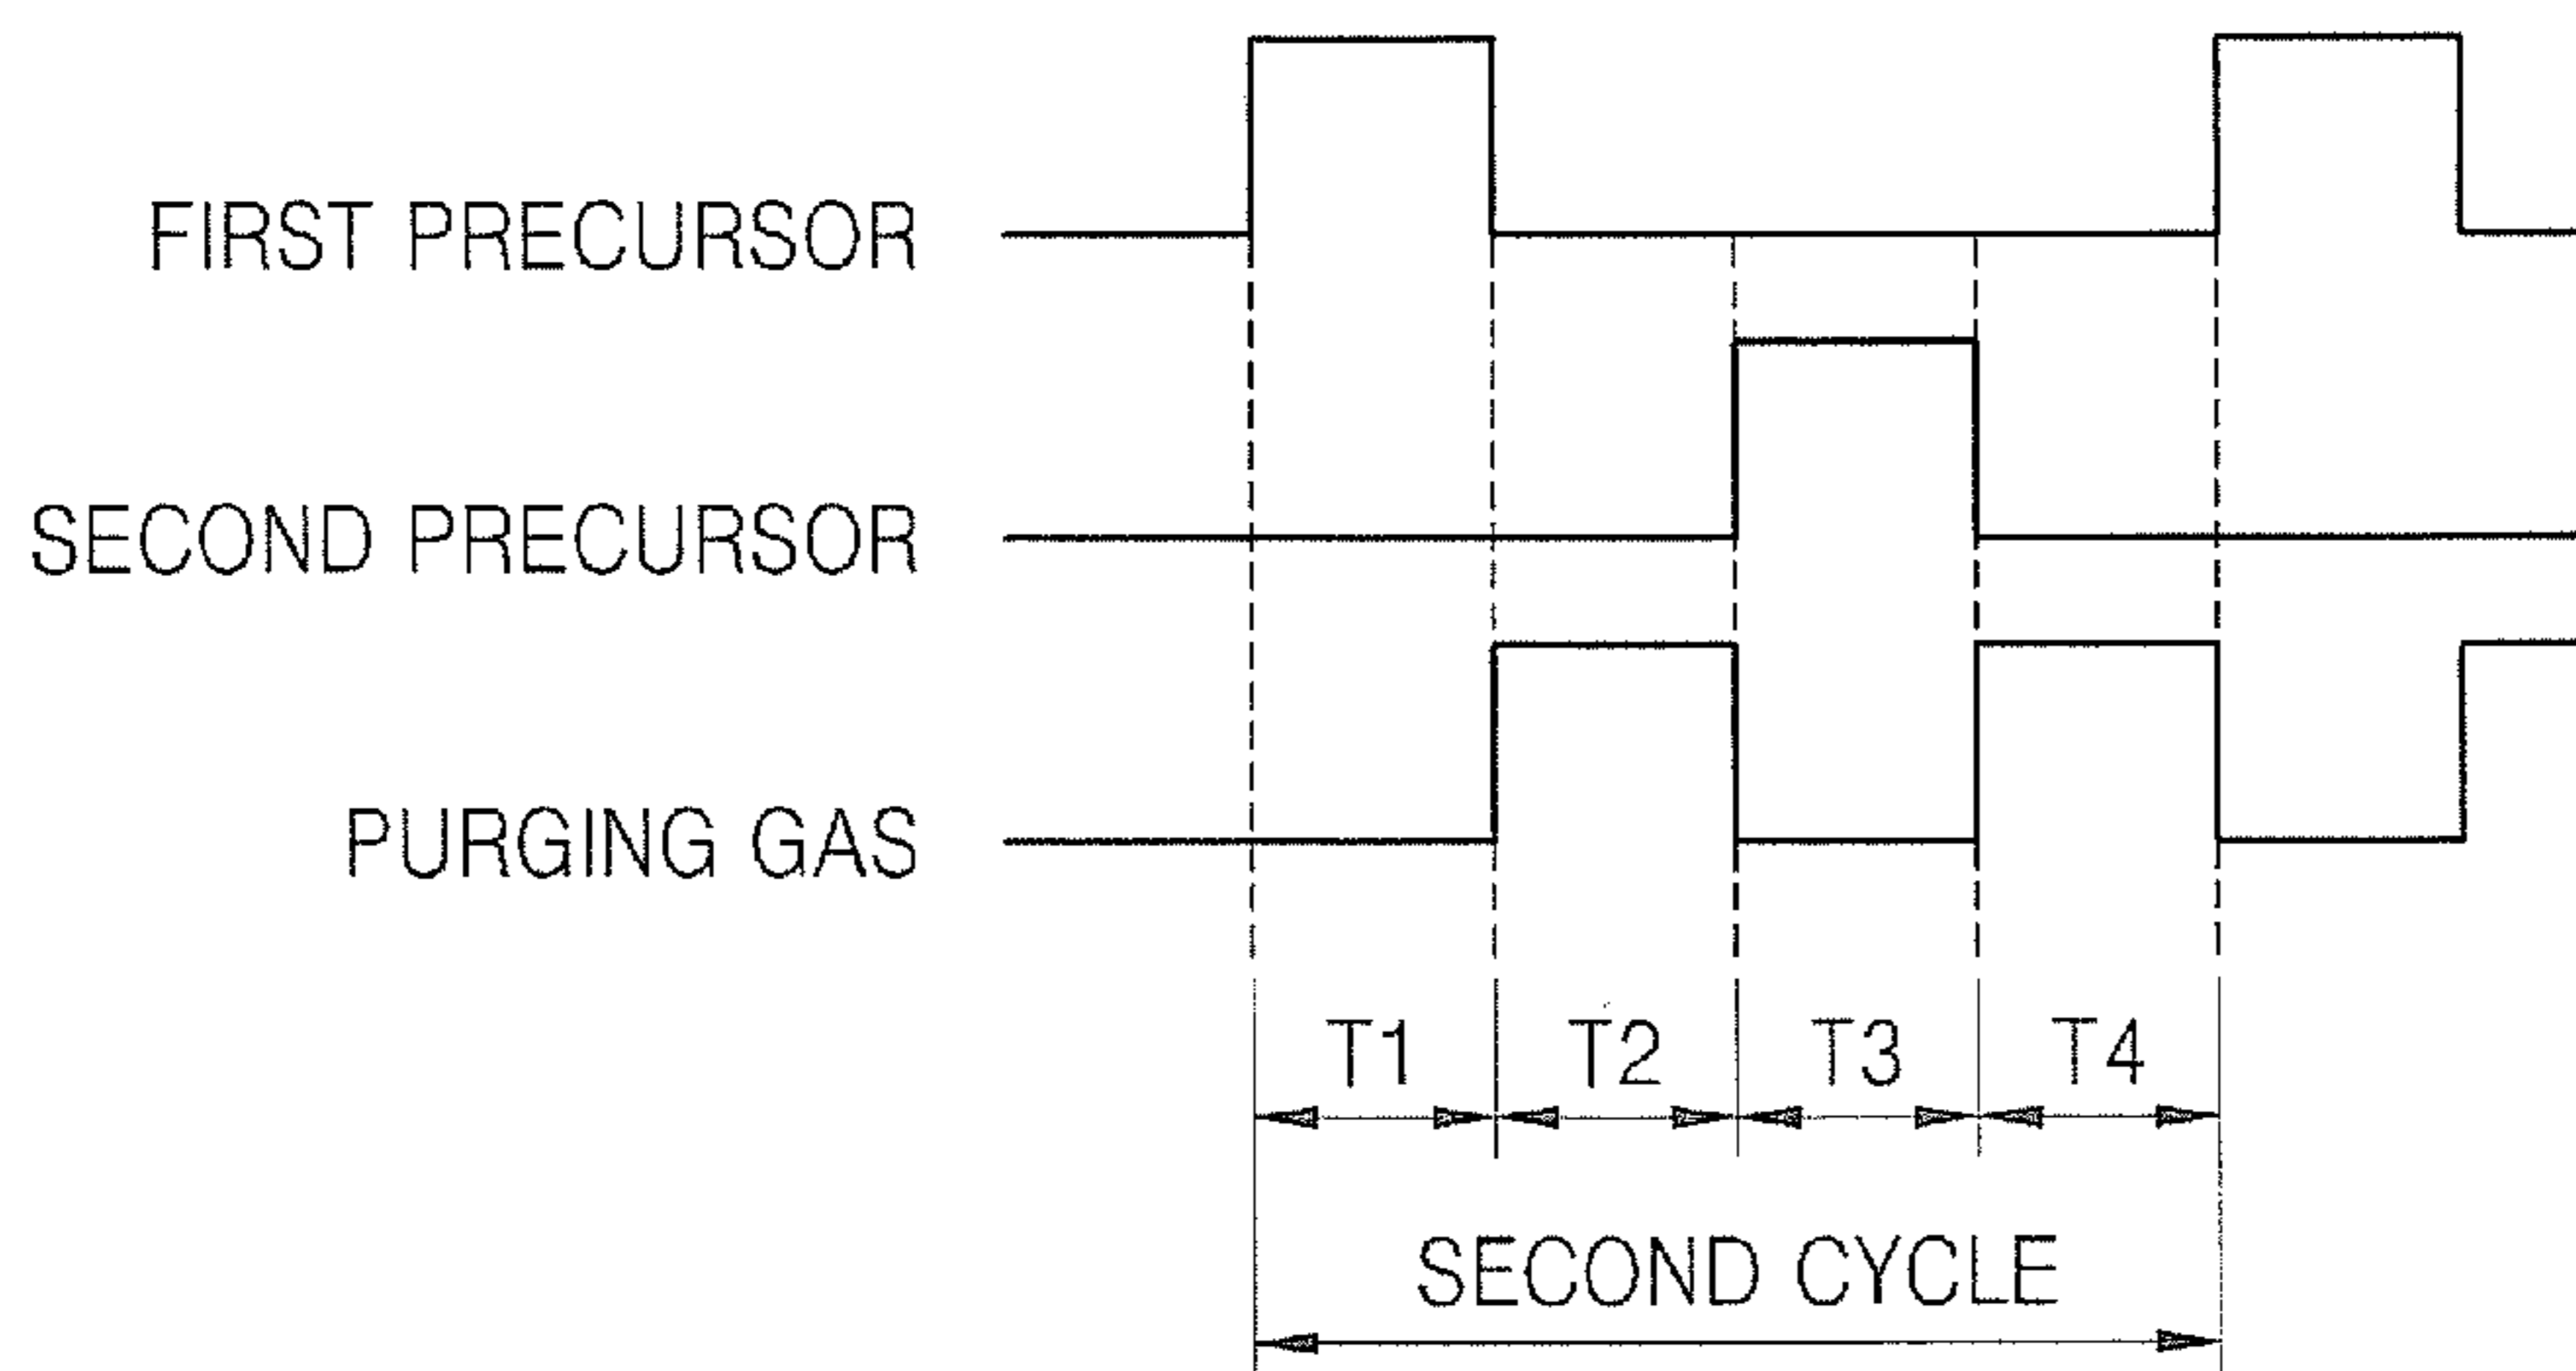 FIRST PRECURSOR
SECOND PRECURSOR
PURGING GAS
T1 T2 T3 T4
SECOND CYCLE